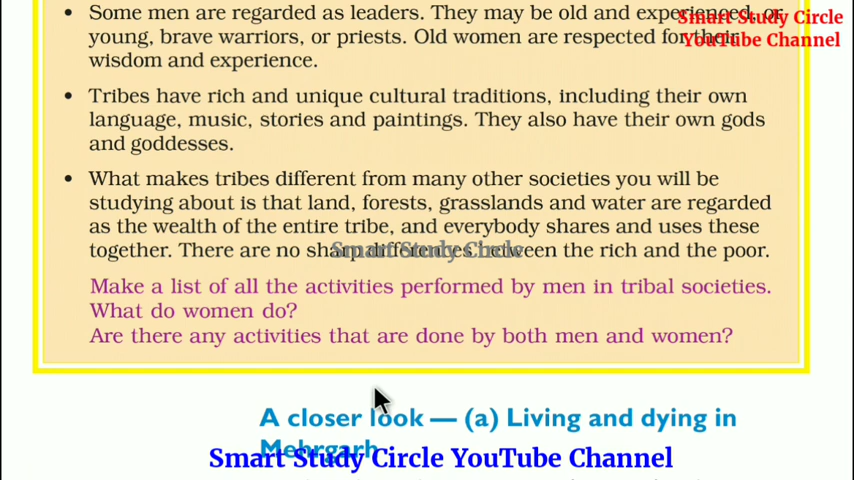 • Some men are regarded as leaders. They may be old and experienced, or
young, brave warriors, or priests. Old women are respected for their
wisdom and experience.
• Tribes have rich and unique cultural traditions, including their own
language, music, stories and paintings. They also have their own gods
and goddesses.
• What makes tribes different from many other societies you will be
studying about is that land, forests, grasslands and water are regarded
as the wealth of the entire tribe, and everybody shares and uses these
together. There are no sharp differences between the rich and the poor.
Make a list of all the activities performed by men in tribal societies.
What do women do?
Are there any activities that are done by both men and women?
A closer look — (a) Living and dying in
Mehrgarh
Smart Study Circle
YouTube Channel
Smart Study Circle
Smart Study Circle YouTube Channel